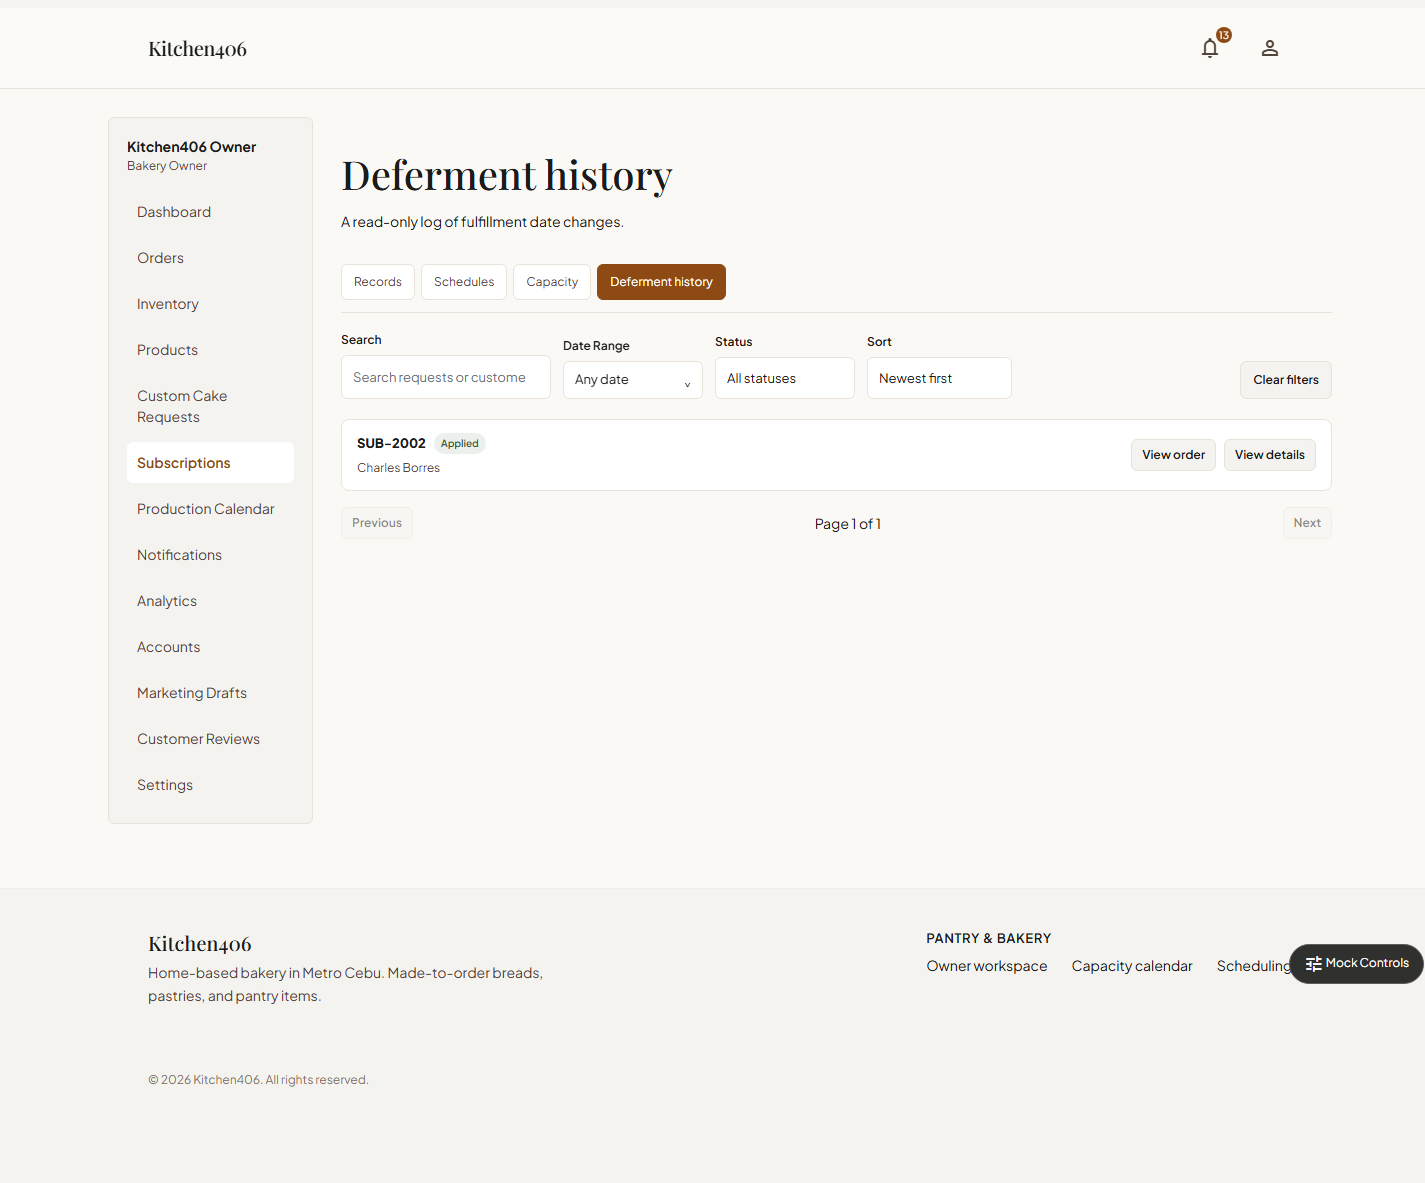 Kitchen406
13
Kitchen406 Owner
Bakery Owner
Dashboard
Orders
Inventory
Products
Custom Cake
Requests
Subscriptions
Production Calendar
Notifications
Analytics
Accounts
Marketing Drafts
Customer Reviews
Settings
Deferment history
A read-only log of fulfillment date changes.
Records Schedules Capacity Deferment history
Search Date Range Status Sort
Search requests or custome Any date All statuses Newest first Clear filters
SUB-2002 Applied View order View details
Charles Borres
Previous Page 1 of 1 Next
Kitchen406
Home-based bakery in Metro Cebu. Made-to-order breads,
pastries, and pantry items.
PANTRY & BAKERY
Owner workspace Capacity calendar Scheduling
Mock Controls
© 2026 Kitchen406. All rights reserved.